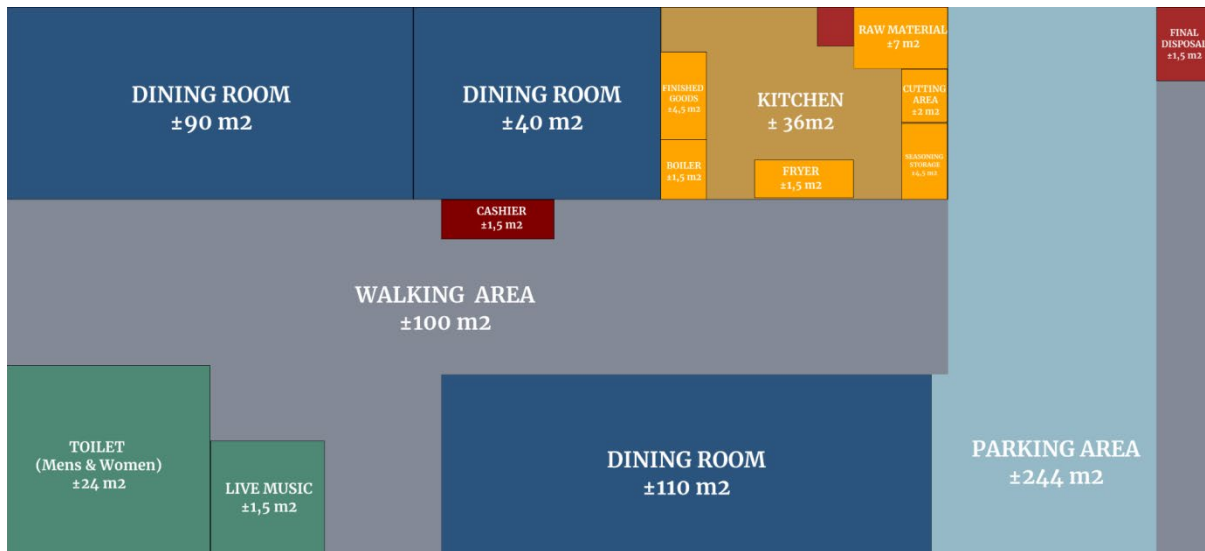 DINING ROOM
±90 m2
DINING ROOM
±40 m2
KITCHEN
± 36m2
RAW MATERIAL
±7 m2
FINISHED
GOODS
±4,5 m2
CUTTING
AREA
±2 m2
BOILER
±1,5 m2
FRYER
±1,5 m2
SEASONING
STORAGE
±4,5 m2
FINAL
DISPOSAL
±1,5 m2
CASHIER
±1,5 m2
WALKING AREA
±100 m2
TOILET
(Mens & Women)
±24 m2
LIVE MUSIC
±1,5 m2
DINING ROOM
±110 m2
PARKING AREA
±244 m2